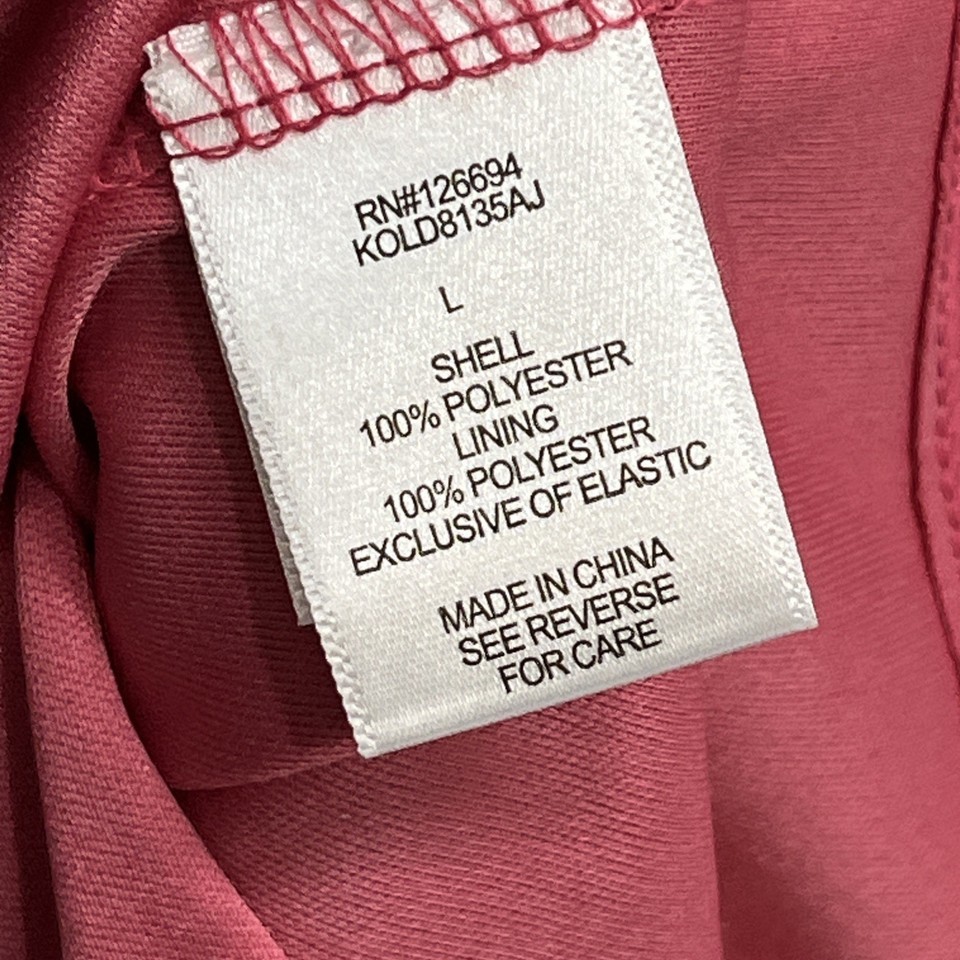 RN#126694
KOLD8135AJ
L
SHELL
100% POLYESTER
LINING
100% POLYESTER
EXCLUSIVE OF ELASTIC
MADE IN CHINA
SEE REVERSE
FOR CARE